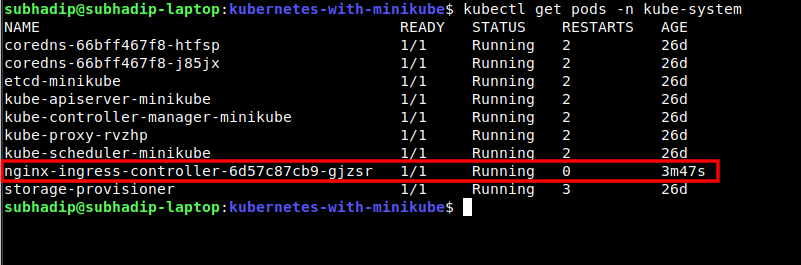 subhadip@subhadip-laptop:kubernetes-with-minikube$ kubectl get pods -n kube-system
NAME READY STATUS RESTARTS AGE
coredns-66bff467f8-htfsp 1/1 Running 2 26d
coredns-66bff467f8-j85jx 1/1 Running 2 26d
etcd-minikube 1/1 Running 2 26d
kube-apiserver-minikube 1/1 Running 2 26d
kube-controller-manager-minikube 1/1 Running 2 26d
kube-proxy-rvzhp 1/1 Running 2 26d
kube-scheduler-minikube 1/1 Running 2 26d
nginx-ingress-controller-6d57c87cb9-gjzsr 1/1 Running 0 3m47s
storage-provisioner 1/1 Running 3 26d
subhadip@subhadip-laptop:kubernetes-with-minikube$